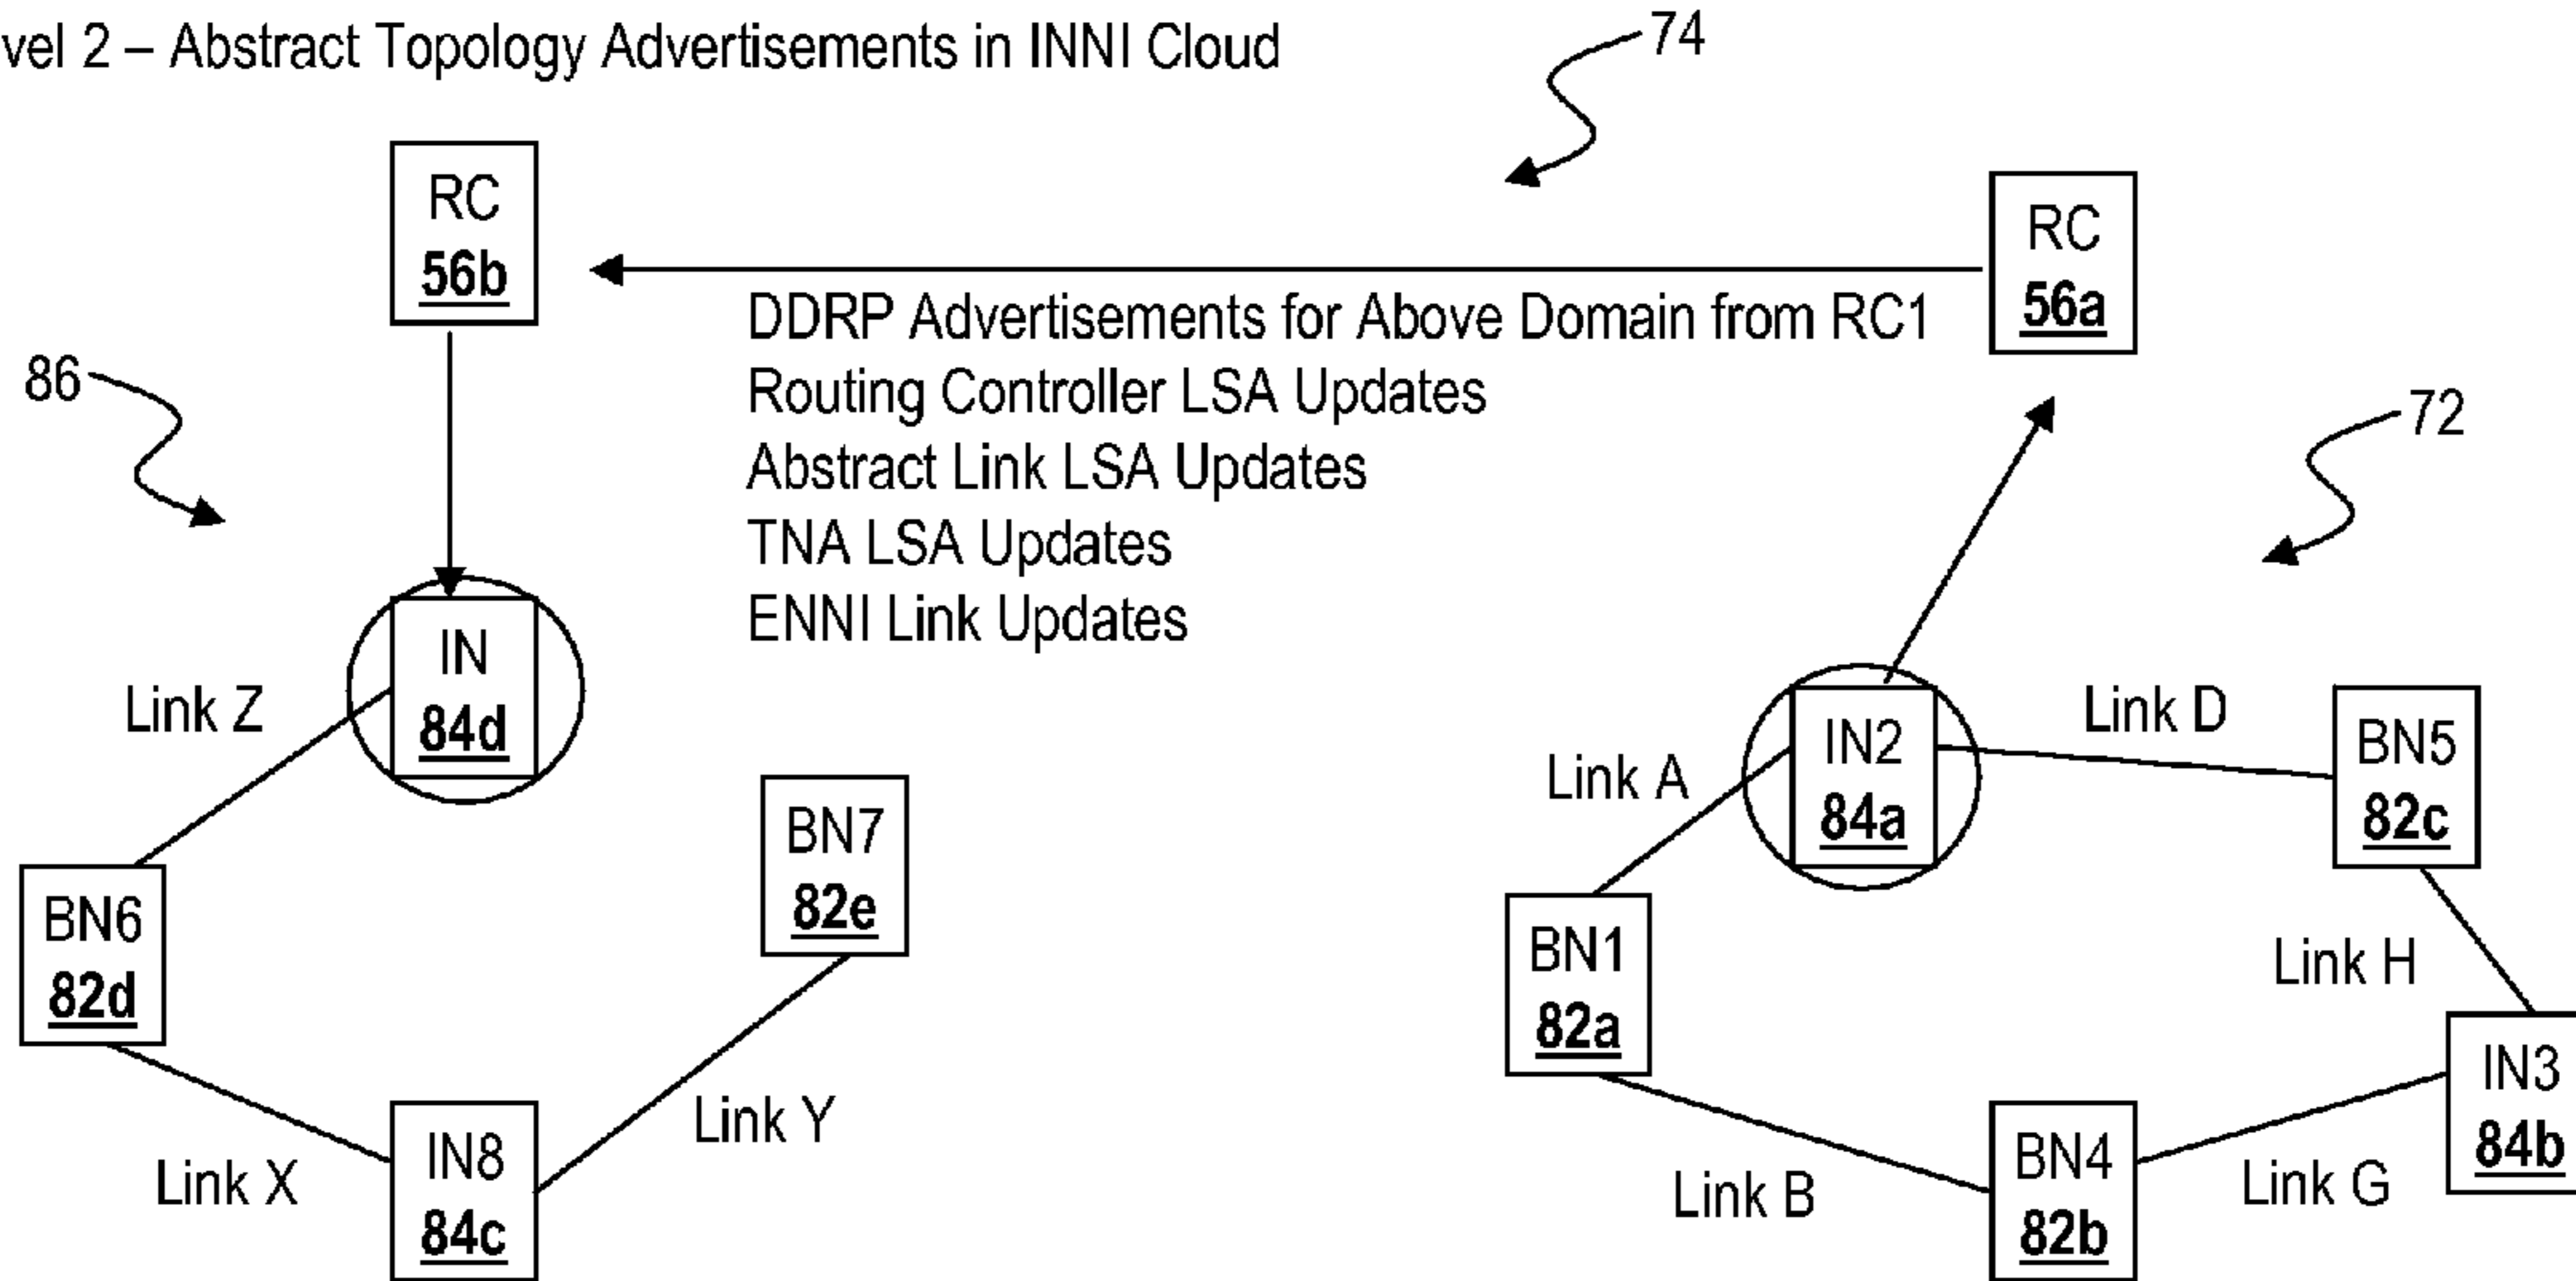 vel 2 – Abstract Topology Advertisements in INNI Cloud
74
RC
56b
RC
56a
DDRP Advertisements for Above Domain from RC1
Routing Controller LSA Updates
Abstract Link LSA Updates
TNA LSA Updates
ENNI Link Updates
86
72
IN
84d
Link Z
IN2
84a
Link D
BN5
82c
Link A
BN7
82e
BN6
82d
BN1
82a
Link H
IN3
84b
Link Y
IN8
84c
Link X
BN4
82b
Link B
Link G